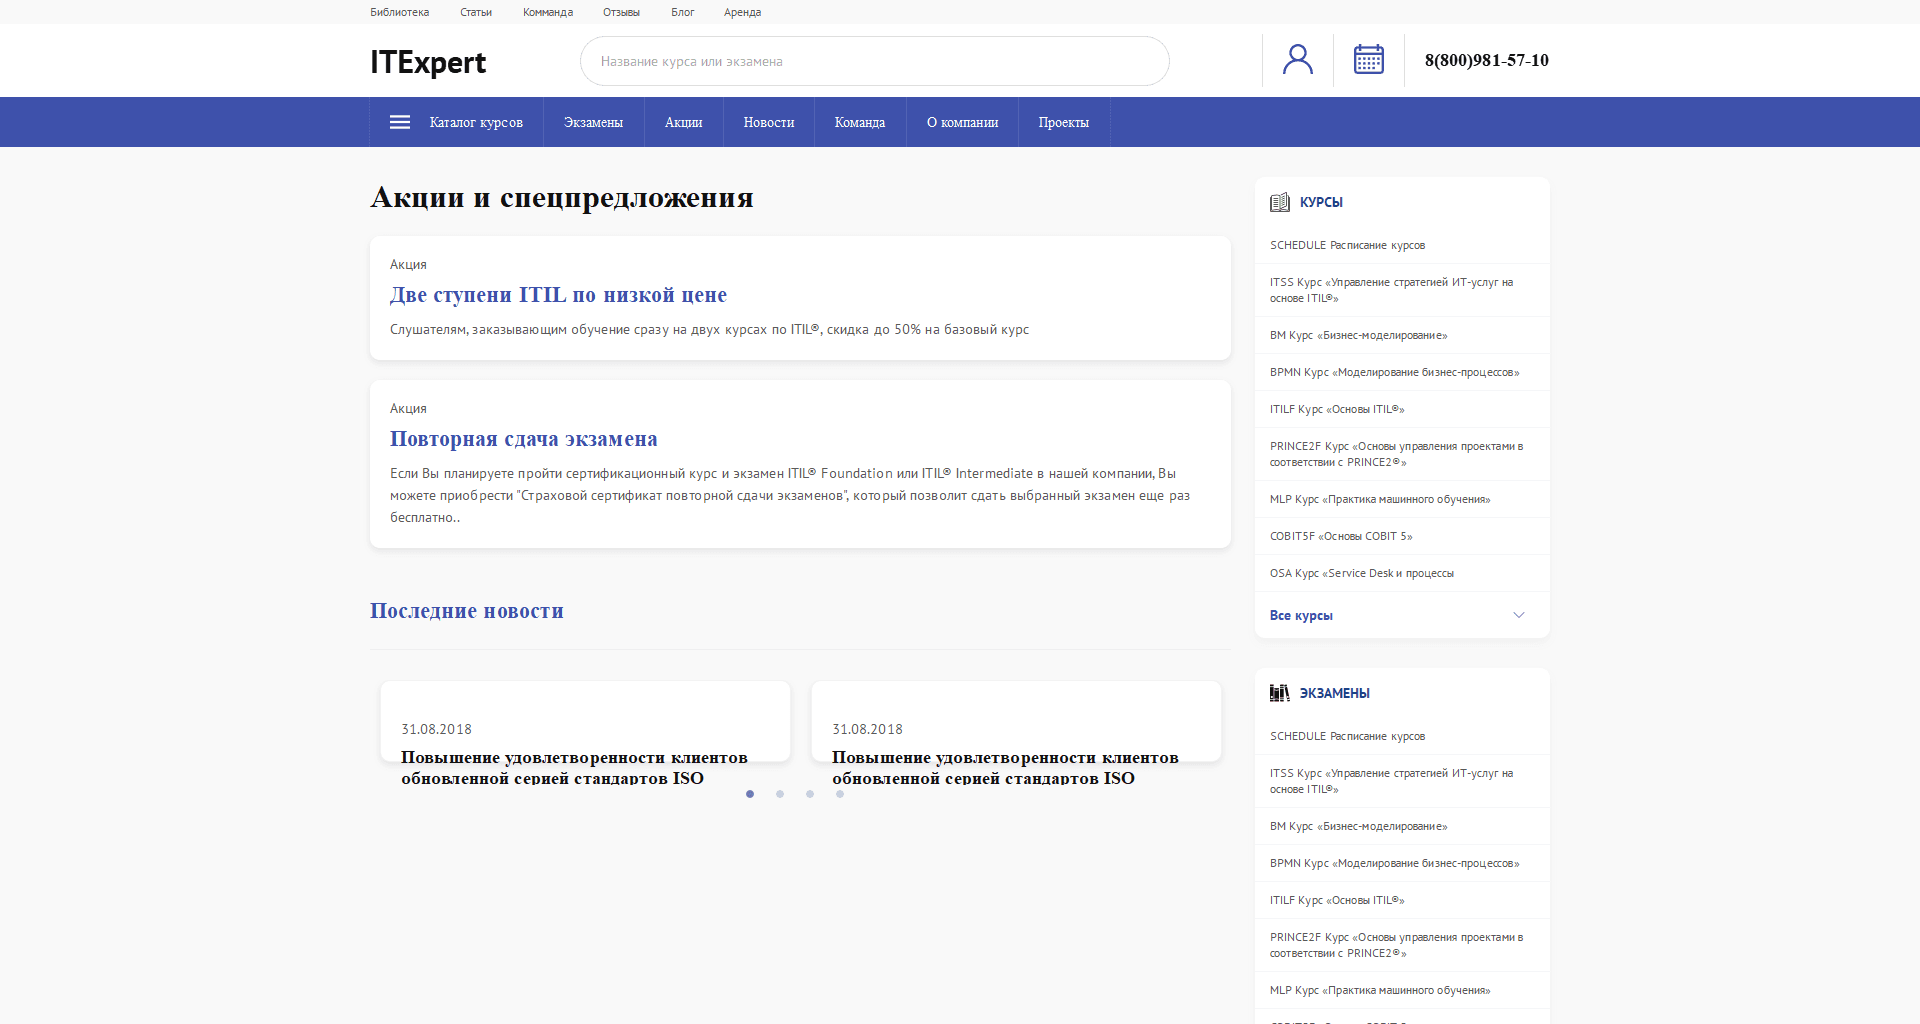 Библиотека Статьи Комманда Отзывы Блог Аренда
ITExpert
Название курса или экзамена
8(800)981-57-10
Каталог курсов Экзамены Акции Новости Команда О компании Проекты
Акции и спецпредложения
Акция
Две ступени ITIL по низкой цене
Слушателям, заказывающим обучение сразу на двух курсах по ITIL®, скидка до 50% на базовый курс
Акция
Повторная сдача экзамена
Если Вы планируете пройти сертификационный курс и экзамен ITIL® Foundation или ITIL® Intermediate в нашей компании, Вы
можете приобрести "Страховой сертификат повторной сдачи экзаменов", который позволит сдать выбранный экзамен еще раз
бесплатно..
Последние новости
31.08.2018
Повышение удовлетворенности клиентов
обновленной серией стандартов ISO
31.08.2018
Повышение удовлетворенности клиентов
обновленной серией стандартов ISO
КУРСЫ
SCHEDULE Расписание курсов
ITSS Курс «Управление стратегией ИТ-услуг на
основе ITIL®»
BM Курс «Бизнес-моделирование»
BPMN Курс «Моделирование бизнес-процессов»
ITILF Курс «Основы ITIL®»
PRINCE2F Курс «Основы управления проектами в
соответствии с PRINCE2®»
MLP Курс «Практика машинного обучения»
COBIT5F «Основы COBIT 5»
OSA Курс «Service Desk и процессы
Все курсы
ЭКЗАМЕНЫ
SCHEDULE Расписание курсов
ITSS Курс «Управление стратегией ИТ-услуг на
основе ITIL®»
BM Курс «Бизнес-моделирование»
BPMN Курс «Моделирование бизнес-процессов»
ITILF Курс «Основы ITIL®»
PRINCE2F Курс «Основы управления проектами в
соответствии с PRINCE2®»
MLP Курс «Практика машинного обучения»